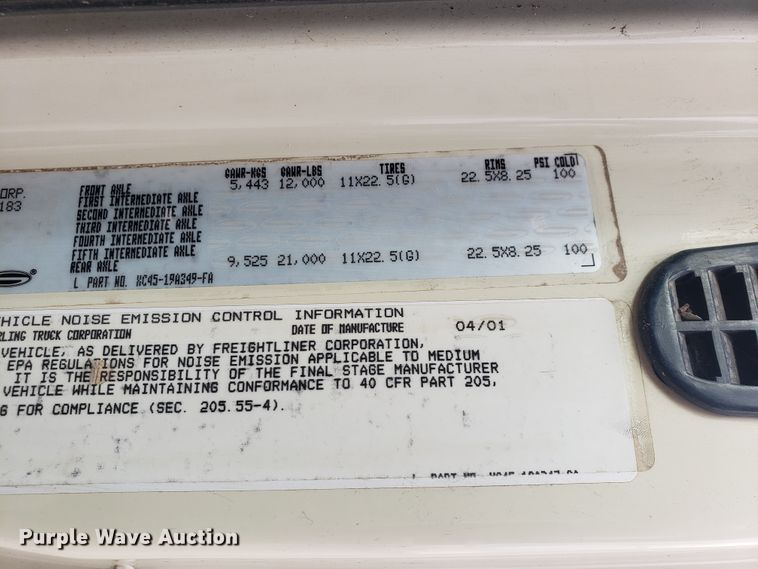 GAWR-KGS GAWR-LBS TIRES RIMS PSI COLD
ORP. FRONT AXLE 5,443 12,000 11X22.5(G) 22.5X8.25 100
183 FIRST INTERMEDIATE AXLE
SECOND INTERMEDIATE AXLE
THIRD INTERMEDIATE AXLE
FOURTH INTERMEDIATE AXLE
FIFTH INTERMEDIATE AXLE
REAR AXLE 9,525 21,000 11X22.5(G) 22.5X8.25 100
L PART NO. XC45-19A349-FA
EHICLE NOISE EMISSION CONTROL INFORMATION
RLING TRUCK CORPORATION DATE OF MANUFACTURE 04/01
VEHICLE, AS DELIVERED BY FREIGHTLINER CORPORATION,
EPA REGULATIONS FOR NOISE EMISSION APPLICABLE TO MEDIUM
IT IS THE RESPONSIBILITY OF THE FINAL STAGE MANUFACTURER
VEHICLE WHILE MAINTAINING CONFORMANCE TO 40 CFR PART 205,
G FOR COMPLIANCE (SEC. 205.55-4).
Purple Wave Auction